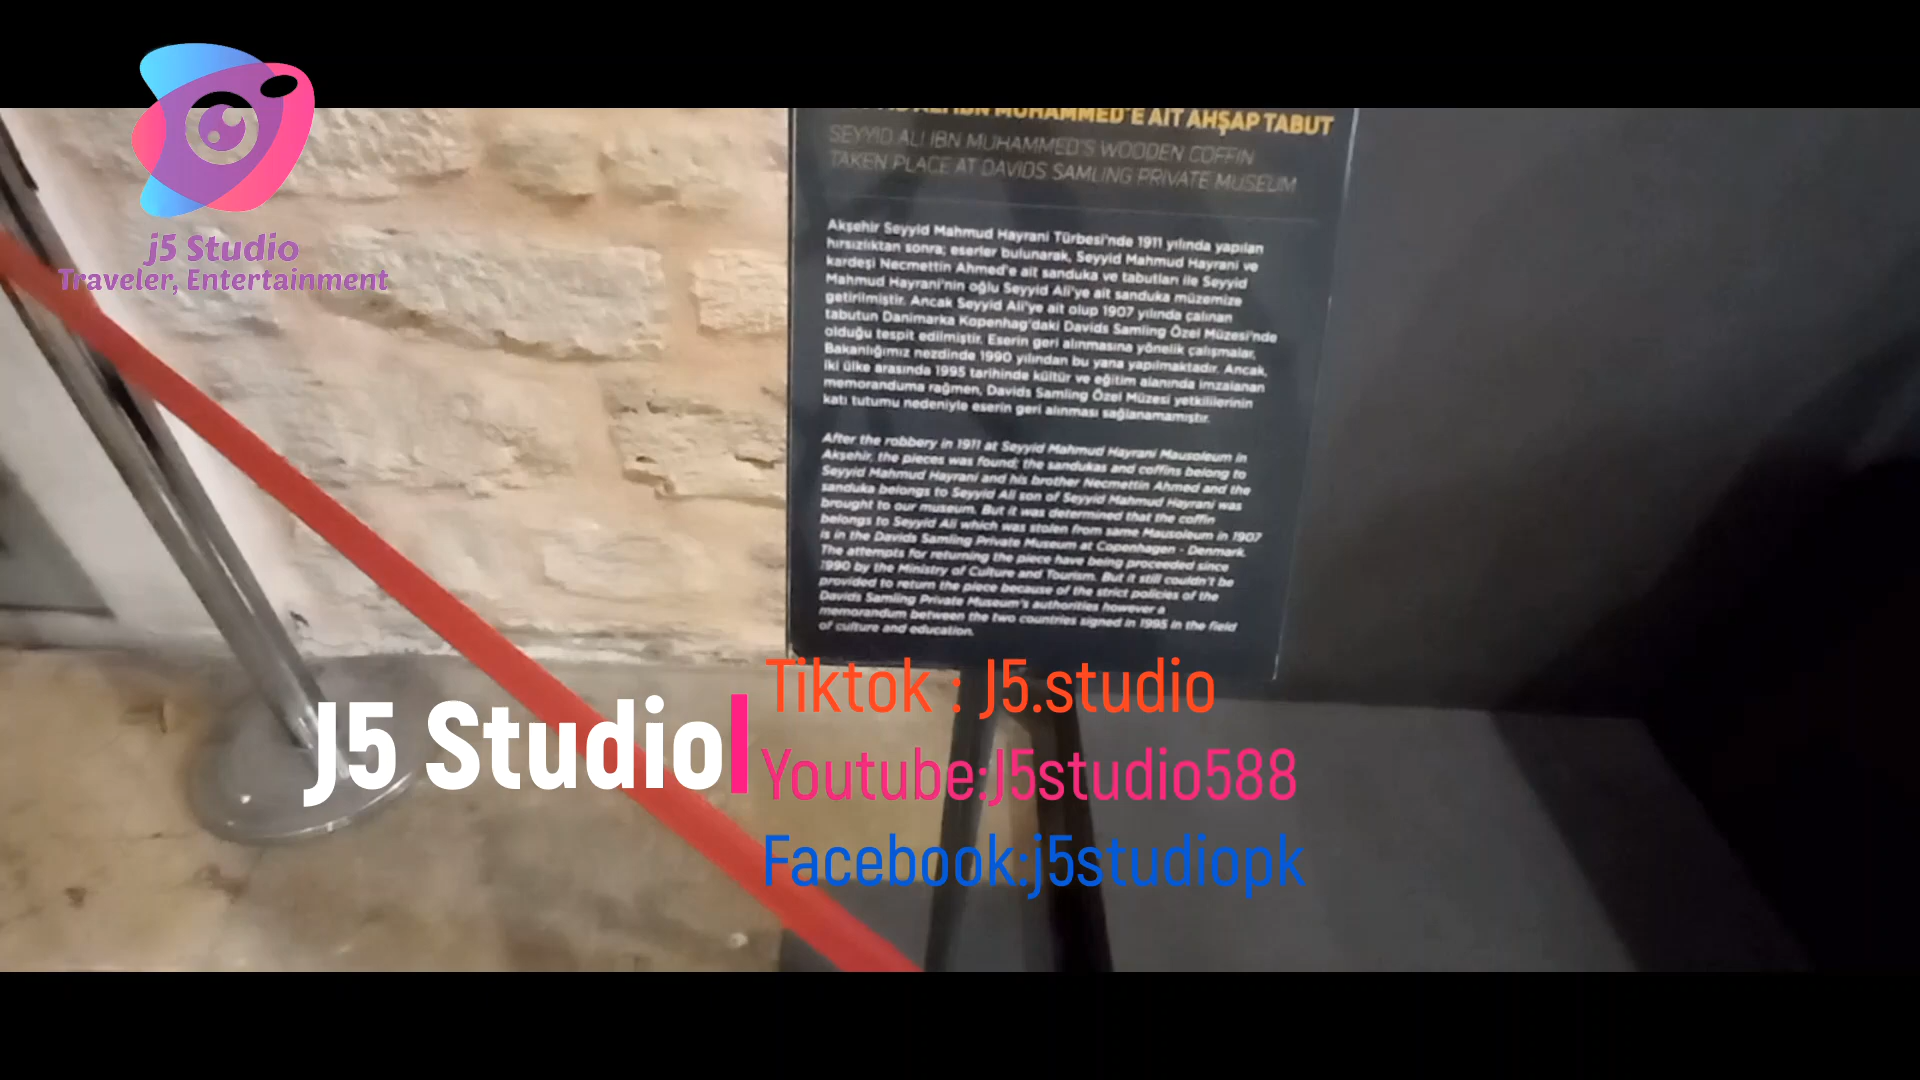 j5 Studio
Traveler, Entertainment
MUHAMMED'E AİT AHŞAP TABUT
SEYYID ALI IBN MUHAMMED'S WOODEN COFFIN
TAKEN PLACE AT DAVIDS SAMLING PRIVATE MUSEUM
Akşehir Seyyid Mahmud Hayrani Türbesi'nde 1911 yılında yapılan
hırsızlıktan sonra; eserler bulunarak, Seyyid Mahmud Hayrani ve
kardeşi Necmettin Ahmed'e ait sanduka ve tabutları ile Seyyid
Mahmud Hayrani'nin oğlu Seyyid Ali'ye ait sanduka müzemize
getirilmiştir. Ancak Seyyid Ali'ye ait olup 1907 yılında çalınan
tabutun Danimarka Kopenhag'daki Davids Samling Özel Müzesi'nde
olduğu tespit edilmiştir. Eserin geri alınmasına yönelik çalışmalar,
Bakanlığımız nezdinde 1990 yılından bu yana yapılmaktadır. Ancak,
iki ülke arasında 1995 tarihinde kültür ve eğitim alanında imzalanan
memoranduma rağmen, Davids Samling Özel Müzesi yetkililerinin
katı tutumu nedeniyle eserin geri alınması sağlanamamıştır.
After the robbery in 1911 at Seyyid Mahmud Hayrani Mausoleum in
Akşehir, the pieces was found; the sandukas and coffins belong to
Seyyid Mahmud Hayrani and his brother Necmettin Ahmed and the
sanduka belongs to Seyyid Ali son of Seyyid Mahmud Hayrani was
brought to our museum. But it was determined that the coffin
belongs to Seyyid Ali which was stolen from same Mausoleum in 1907
is in the Davids Samling Private Museum at Copenhagen - Denmark.
The attempts for returning the piece have being proceeded since
1990 by the Ministry of Culture and Tourism. But it still couldn't be
provided to return the piece because of the strict policies of the
Davids Samling Private Museum's authorities however a
memorandum between the two countries signed in 1995 in the field
of culture and education.
J5 Studio
Tiktok : J5.studio
Youtube:J5studio588
Facebook:j5studiopk